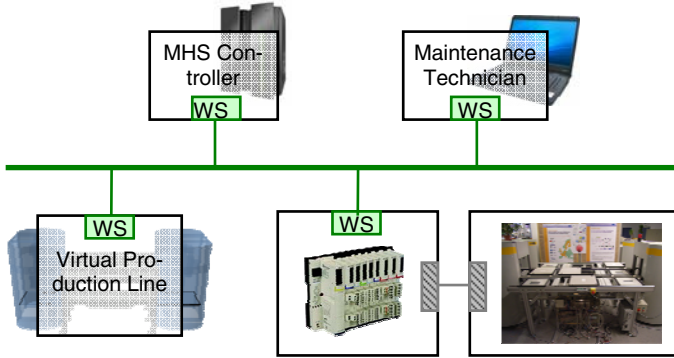 MHS Con-
troller
WS
Maintenance
Technician
WS
WS
Virtual Pro-
duction Line
WS